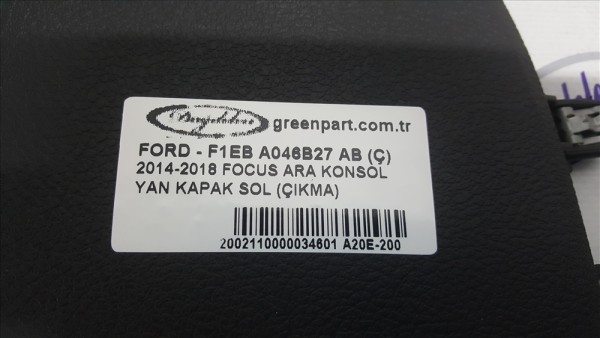 greenpart.com.tr
FORD - F1EB A046B27 AB (Ç)
2014-2018 FOCUS ARA KONSOL
YAN KAPAK SOL (ÇIKMA)
2002110000034601 A20E-200